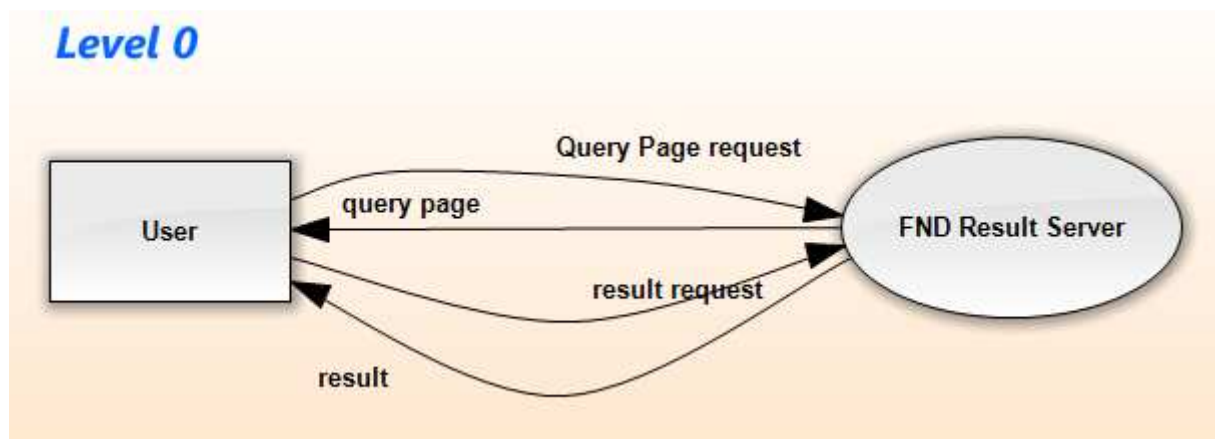 Level 0
Query Page request
query page
User
FND Result Server
result request
result